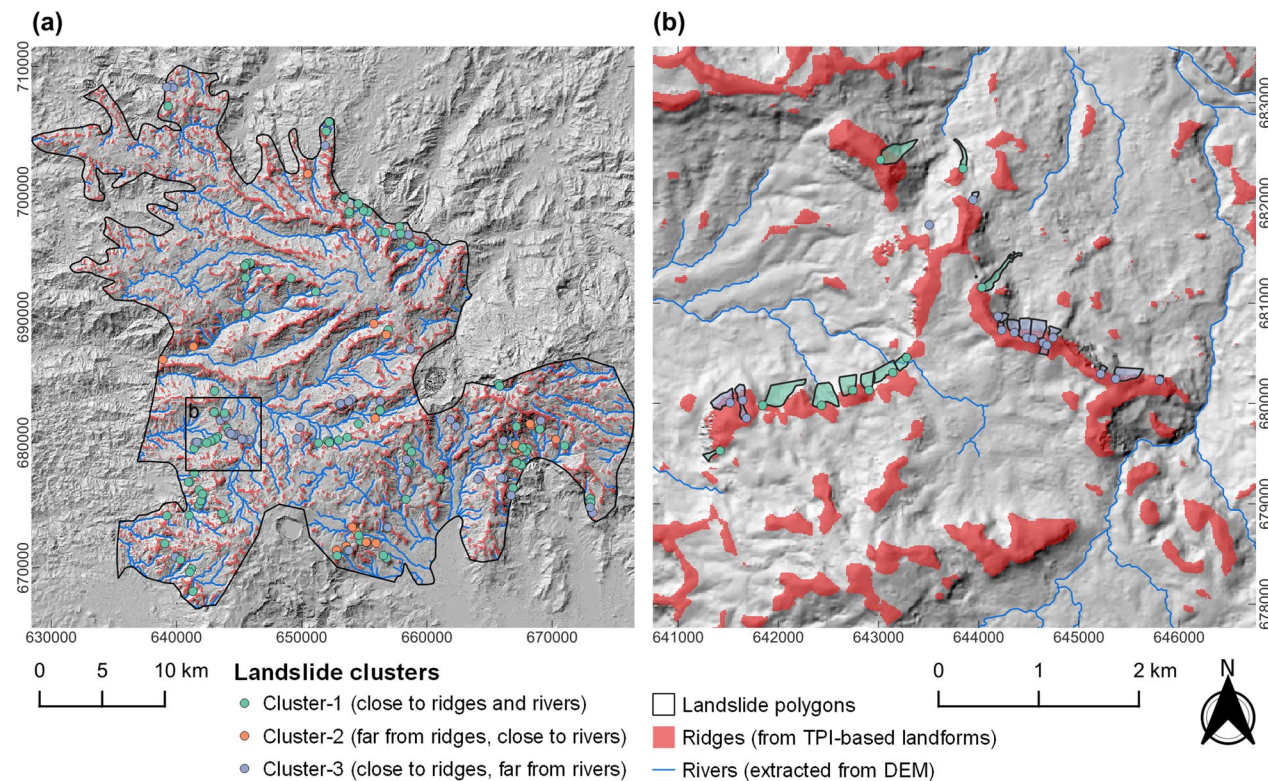 (a)
(b)
710000
700000
690000
680000
670000
b
630000 640000 650000 660000 670000
683000
682000
681000
680000
679000
678000
641000 642000 643000 644000 645000 646000
0 5 10 km
Landslide clusters
Cluster-1 (close to ridges and rivers)
Cluster-2 (far from ridges, close to rivers)
Cluster-3 (close to ridges, far from rivers)
0 1 2 km
Landslide polygons
Ridges (from TPI-based landforms)
Rivers (extracted from DEM)
N